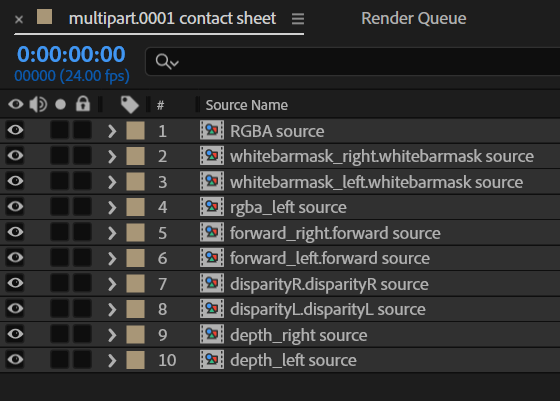 multipart.0001 contact sheet
Render Queue
0:00:00:00
00000 (24.00 fps)
# Source Name
1 RGBA source
2 whitebarmask_right.whitebarmask source
3 whitebarmask_left.whitebarmask source
4 rgba_left source
5 forward_right.forward source
6 forward_left.forward source
7 disparityR.disparityR source
8 disparityL.disparityL source
9 depth_right source
10 depth_left source